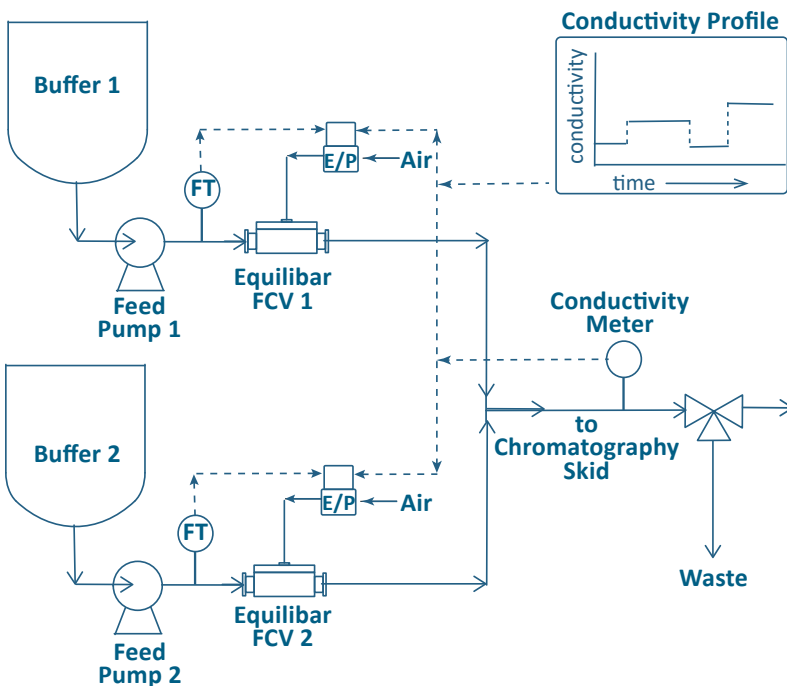 Conductivity Profile
conductivity
time
Buffer 1
FT
E/P
Air
Feed
Pump 1
Equilibar
FCV 1
Conductivity
Meter
to
Chromatography
Skid
Waste
Buffer 2
FT
E/P
Air
Feed
Pump 2
Equilibar
FCV 2